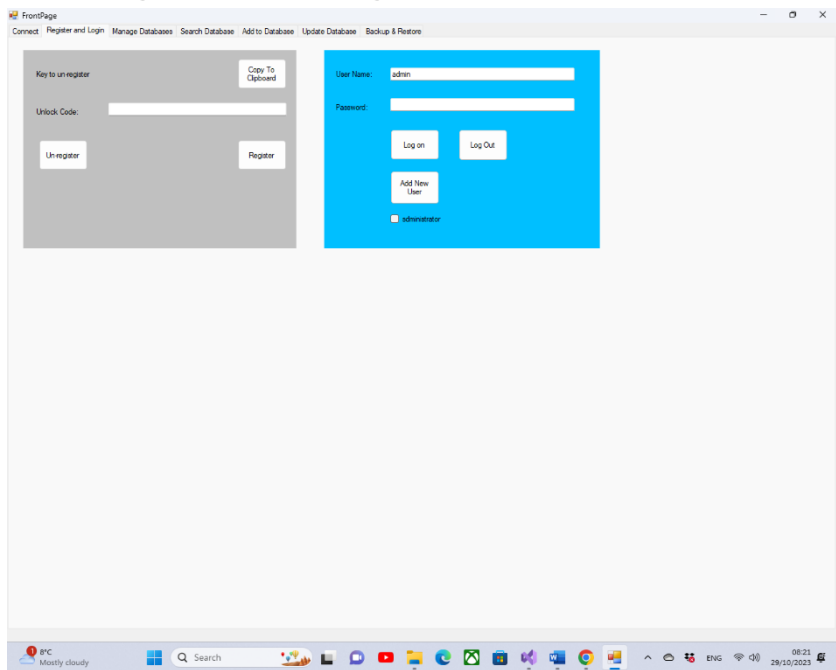 FrontPage
Connect Register and Login Manage Databases Search Database Add to Database Update Database Backup & Restore
Key to un-register
Copy To
Clipboard
Unlock Code:
Un-register
Register
User Name:
admin
Password:
Log on
Log Out
Add New
User
administrator
1
8°C
Mostly cloudy
Search
ENG
08:21
29/10/2023